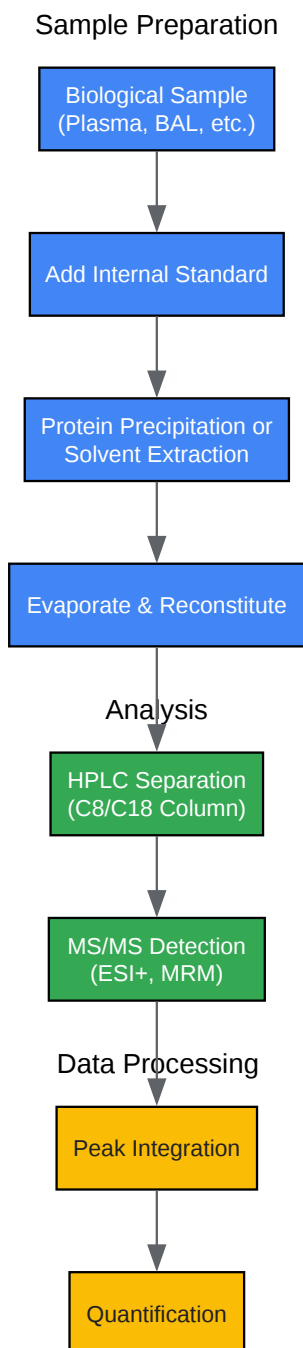 Sample Preparation
Biological Sample
(Plasma, BAL, etc.)
Add Internal Standard
Protein Precipitation or
Solvent Extraction
Evaporate & Reconstitute
Analysis
HPLC Separation
(C8/C18 Column)
MS/MS Detection
(ESI+, MRM)
Data Processing
Peak Integration
Quantification